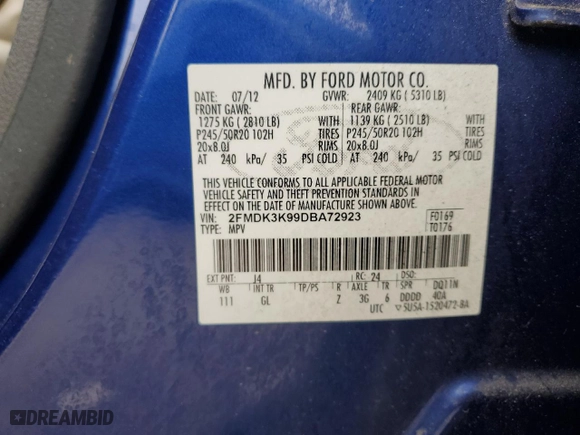 MFD. BY FORD MOTOR CO.
DATE: 07/12 GVWR: 2409 KG ( 5310 LB)
FRONT GAWR: REAR GAWR:
1275 KG ( 2810 LB) WITH 1139 KG ( 2510 LB) WITH
P245/50R20 102H TIRES P245/50R20 102H TIRES
20x8.0J RIMS 20x8.0J RIMS
AT 240 kPa/ 35 PSI COLD AT 240 kPa/ 35 PSI COLD
THIS VEHICLE CONFORMS TO ALL APPLICABLE FEDERAL MOTOR
VEHICLE SAFETY AND THEFT PREVENTION STANDARDS IN
EFFECT ON THE DATE OF MANUFACTURE SHOWN ABOVE.
VIN: 2FMDK3K99DBA72923 F0169
TYPE: MPV T0176
EXT PNT: J4 RC: 24 DSO:
WB INT TR TP/PS R AXLE TR SPR DQ11N
111 GL Z 3G 6 DDDD 40A
UTC ▽5U5A-1520472-BA
DREAMBID